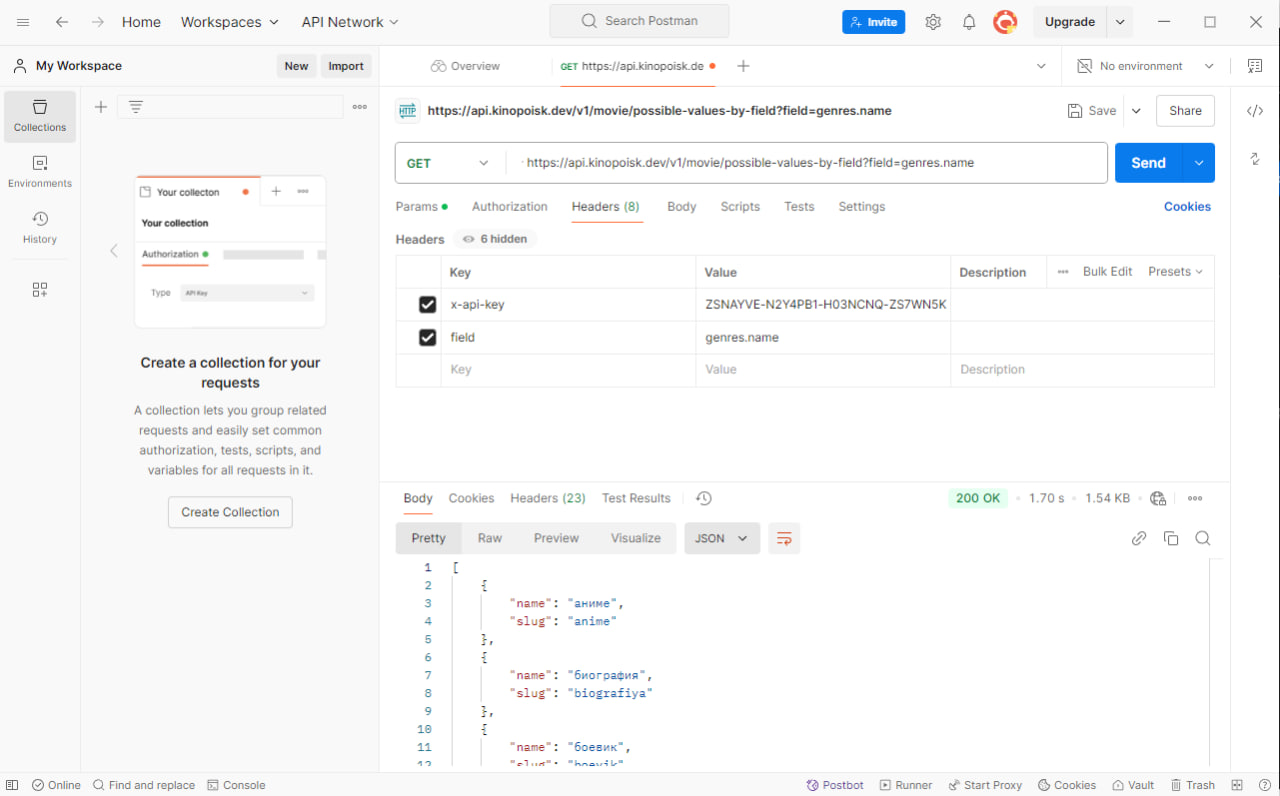 Home Workspaces API Network Search Postman Invite Upgrade
My Workspace New Import Overview GET https://api.kinopoisk.de No environment
Collections
Environments
History
Your collecton
Your collection
Authorization
Type API Key
Create a collection for your
requests
A collection lets you group related
requests and easily set common
authorization, tests, scripts, and
variables for all requests in it.
Create Collection
HTTP https://api.kinopoisk.dev/v1/movie/possible-values-by-field?field=genres.name Save Share
GET https://api.kinopoisk.dev/v1/movie/possible-values-by-field?field=genres.name Send
Params Authorization Headers (8) Body Scripts Tests Settings Cookies
Headers 6 hidden
Key Value Description Bulk Edit Presets
x-api-key ZSNAYVE-N2Y4PB1-H03NCNQ-ZS7WN5K
field genres.name
Key Value Description
Body Cookies Headers (23) Test Results 200 OK 1.70 s 1.54 KB
Pretty Raw Preview Visualize JSON
1 [
2 {
3 "name": "аниме",
4 "slug": "anime"
5 },
6 {
7 "name": "биография",
8 "slug": "biografiya"
9 },
10 {
11 "name": "боевик",
12 "slug": "boevik"
Online Find and replace Console Postbot Runner Start Proxy Cookies Vault Trash